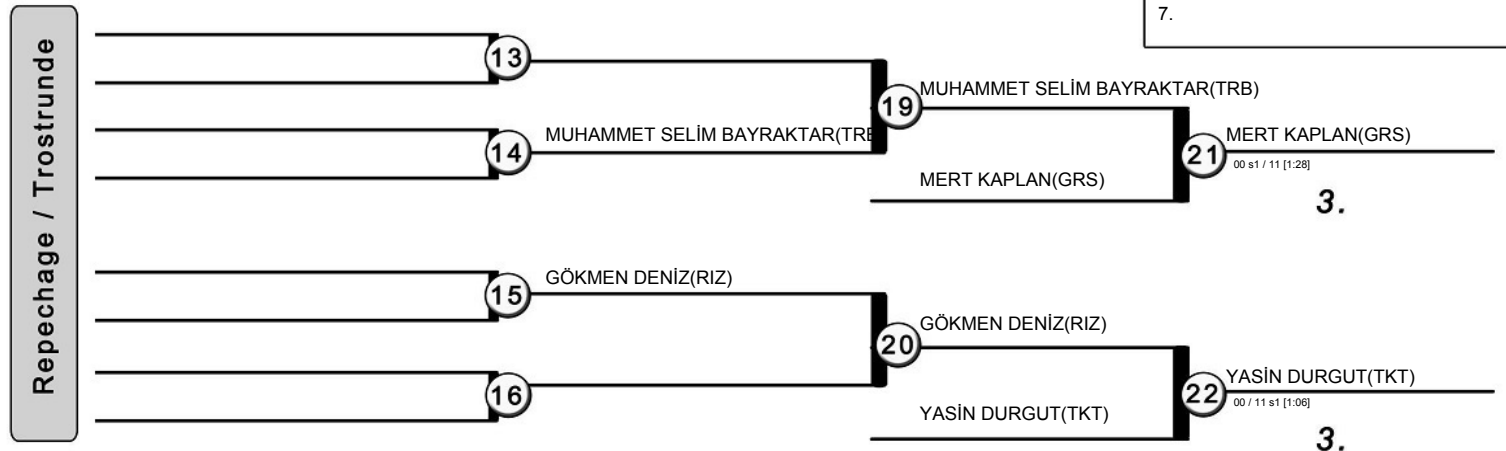 Repechage / Trostrunde
7.
13
MUHAMMET SELİM BAYRAKTAR(TRB)
19
14
MUHAMMET SELİM BAYRAKTAR(TRB
MERT KAPLAN(GRS)
21
00 s1 / 11 [1:28]
MERT KAPLAN(GRS)
3.
GÖKMEN DENİZ(RIZ)
15
GÖKMEN DENİZ(RIZ)
20
YASİN DURGUT(TKT)
16
22
00 / 11 s1 [1:06]
YASİN DURGUT(TKT)
3.